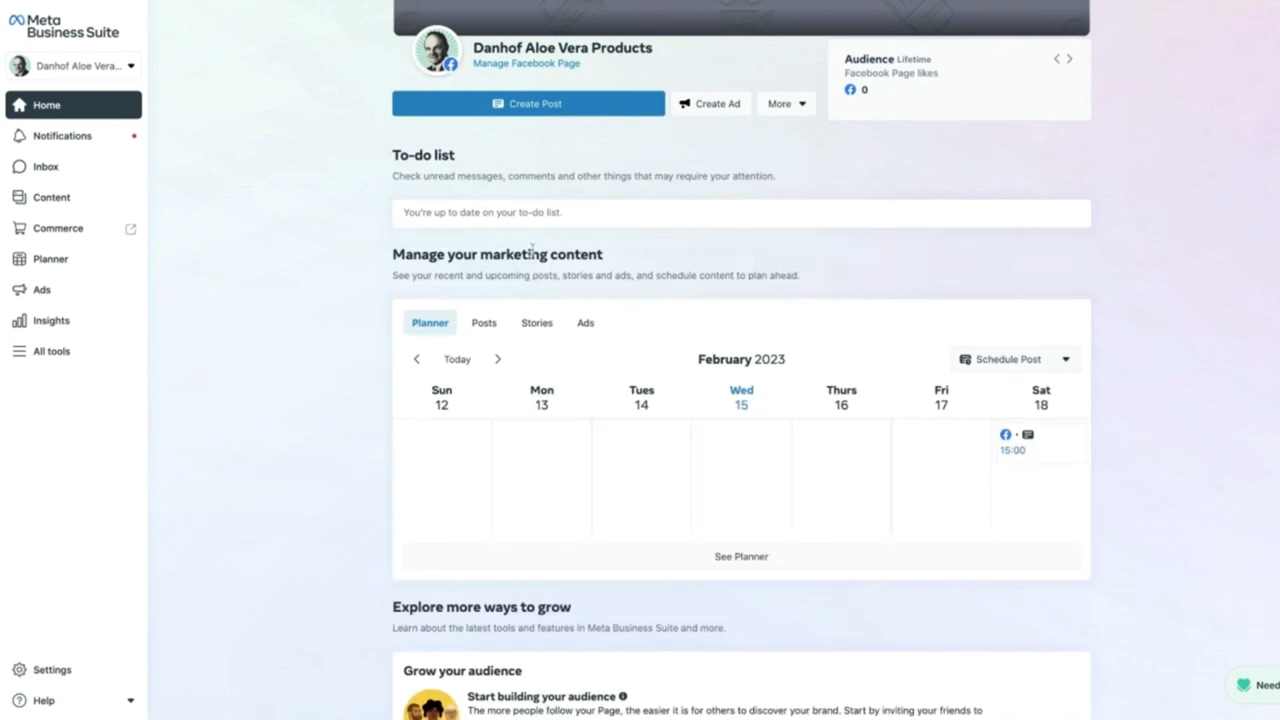 Meta
Business Suite
Danhof Aloe Vera...
Home
Notifications
Inbox
Content
Commerce
Planner
Ads
Insights
All tools
Settings
Help
Danhof Aloe Vera Products
Manage Facebook Page
Create Post
Create Ad
More
Audience Lifetime
Facebook Page likes
0
To-do list
Check unread messages, comments and other things that may require your attention.
You're up to date on your to-do list.
Manage your marketing content
See your recent and upcoming posts, stories and ads, and schedule content to plan ahead.
Planner Posts Stories Ads
Today
February 2023
Schedule Post
Sun Mon Tues Wed Thurs Fri Sat
12 13 14 15 16 17 18
15:00
See Planner
Explore more ways to grow
Learn about the latest tools and features in Meta Business Suite and more.
Grow your audience
Start building your audience
The more people follow your Page, the easier it is for others to discover your brand. Start by inviting your friends to
Need